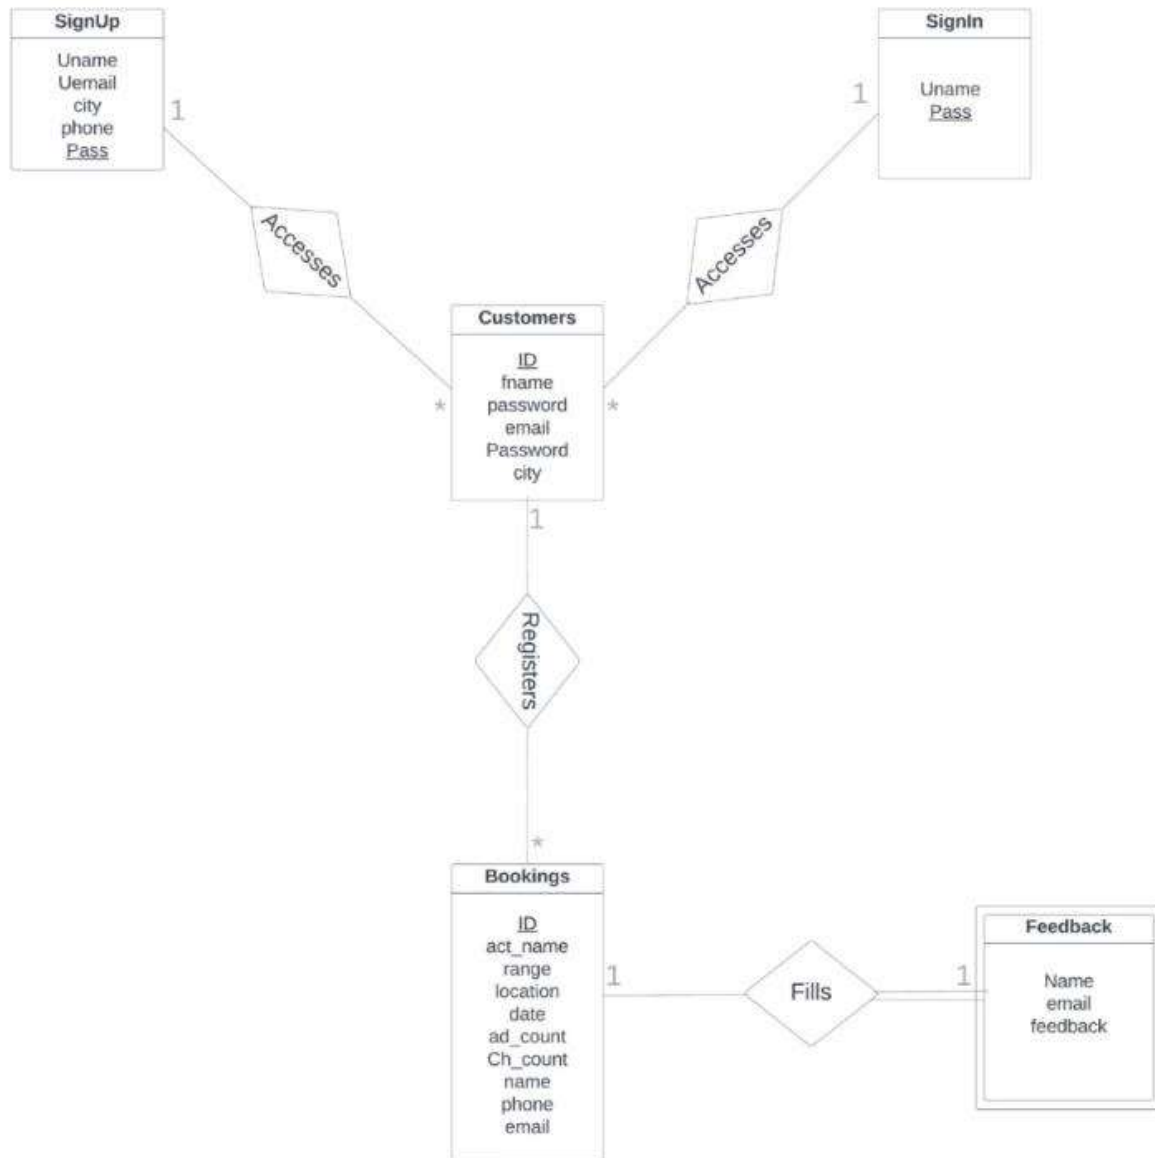 SignUp
Uname
Uemail
city
phone
Pass
1
SignIn
Uname
Pass
1
Accesses
Accesses
Customers
ID
fname
password
email
Password
city
*
*
1
Registers
*
Bookings
ID
act_name
range
location
date
ad_count
Ch_count
name
phone
email
1
Fills
1
Feedback
Name
email
feedback